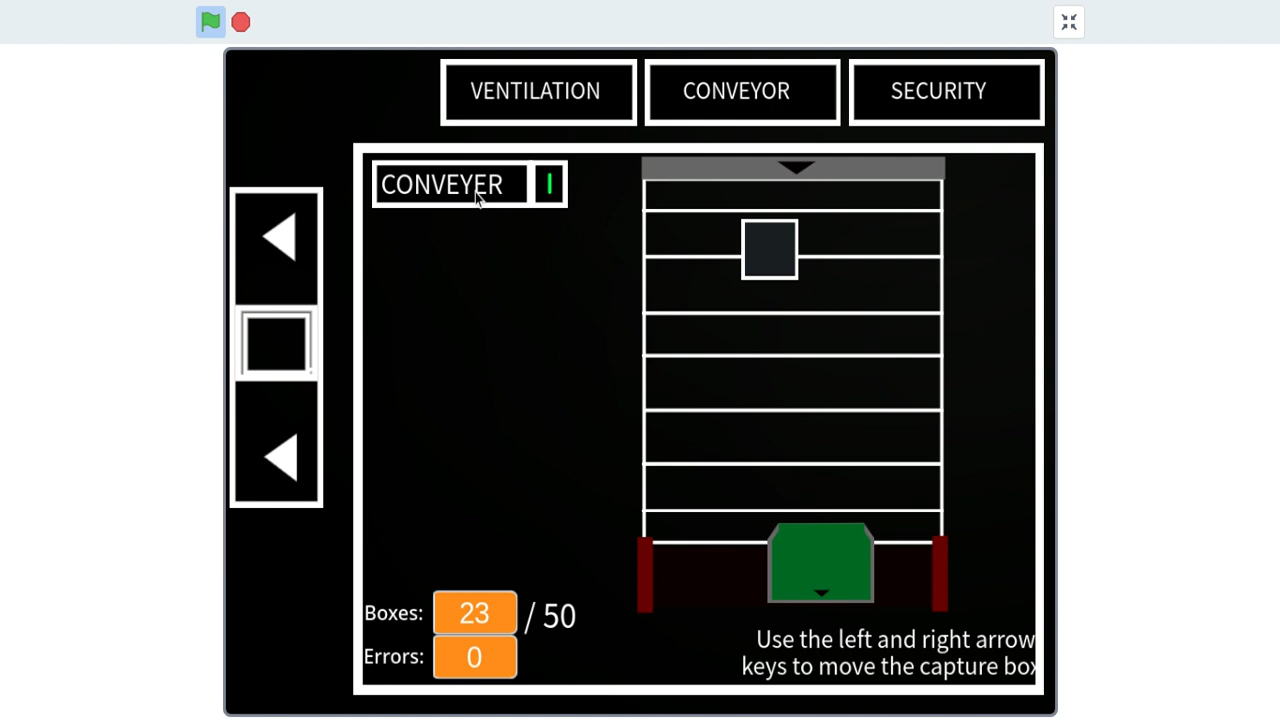 VENTILATION
CONVEYOR
SECURITY
CONVEYER
I
Boxes: 23 / 50
Errors: 0
Use the left and right arrow
keys to move the capture box